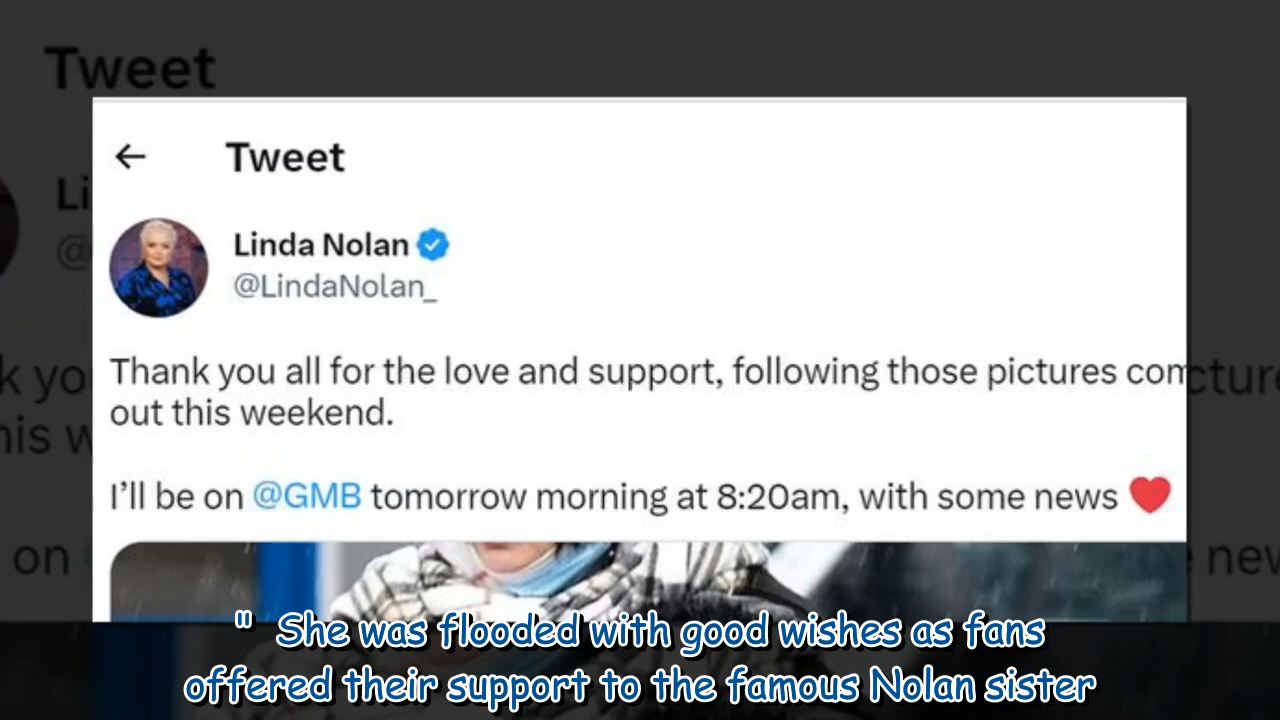 Tweet
Tweet
Linda Nolan
@LindaNolan_
Thank you all for the love and support, following those pictures com
out this weekend.
I'll be on @GMB tomorrow morning at 8:20am, with some news ❤️
" She was flooded with good wishes as fans
offered their support to the famous Nolan sister